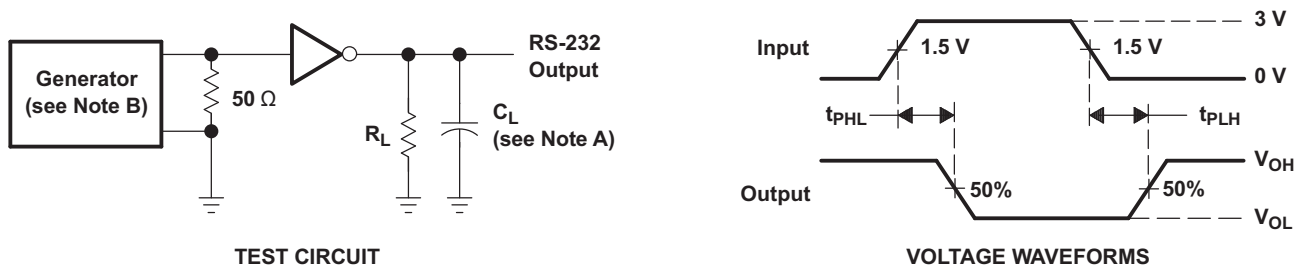 Generator
(see Note B)
50 Ω
RS-232
Output
R_L
C_L
(see Note A)
TEST CIRCUIT
Input
1.5 V
1.5 V
3 V
0 V
t_PHL
t_PLH
Output
50%
50%
V_OH
V_OL
VOLTAGE WAVEFORMS